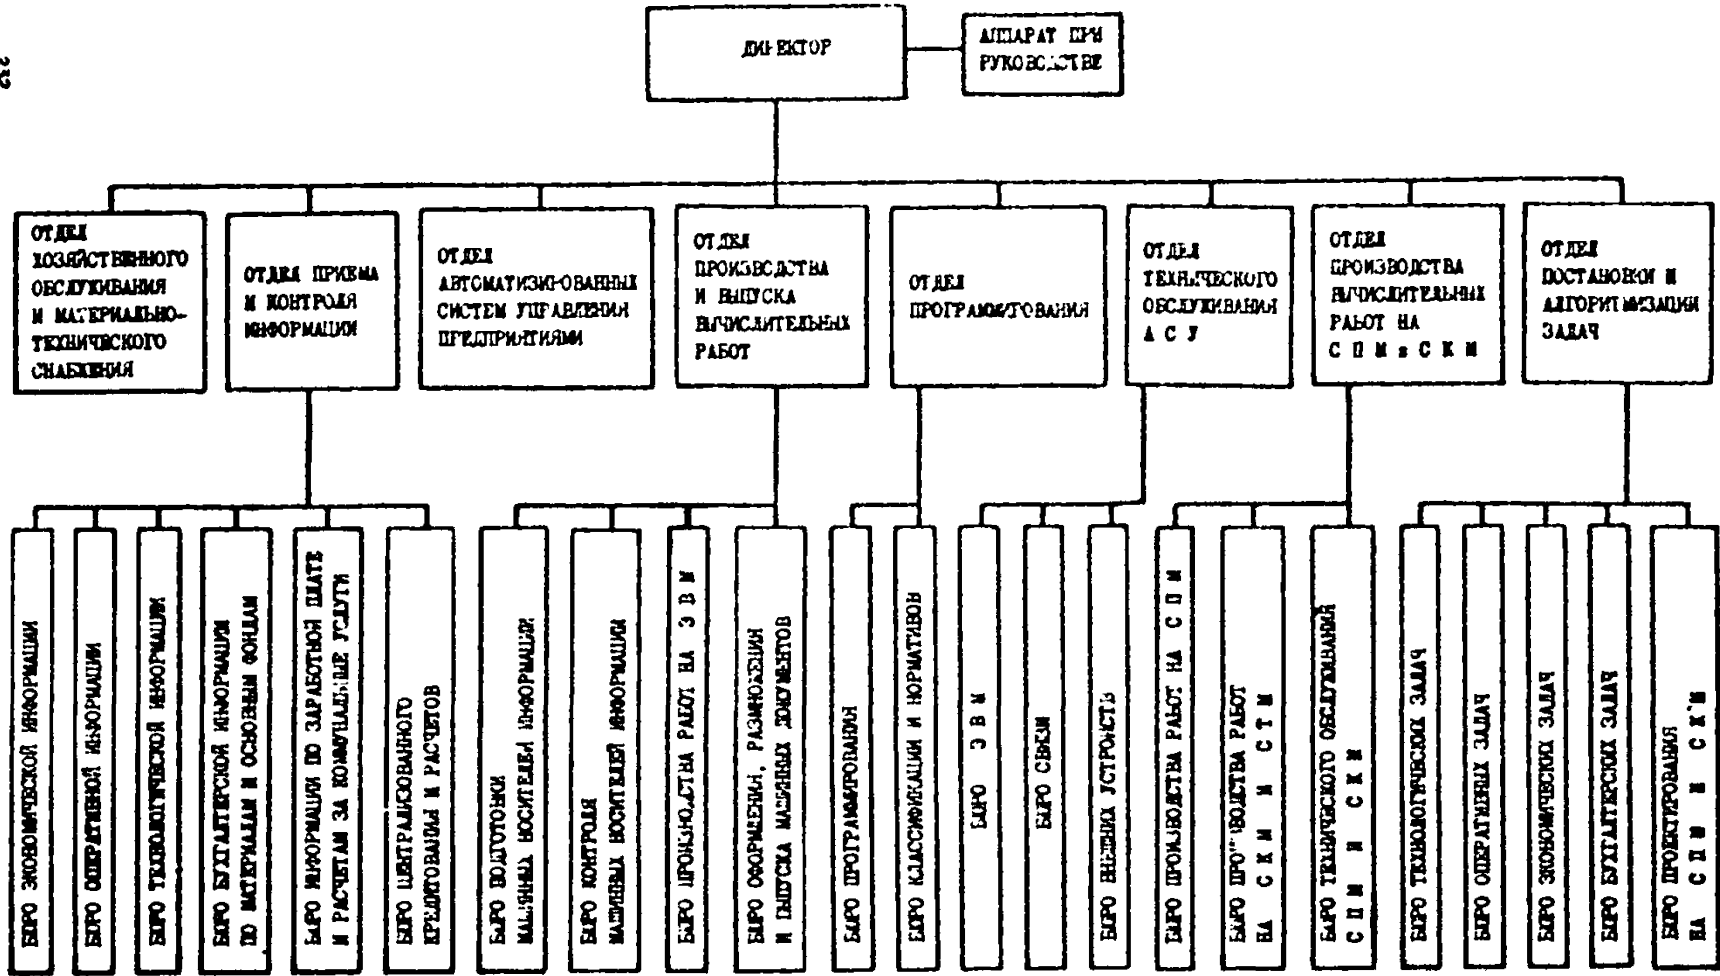 232
ДИРЕКТОР
АППАРАТ ПРИ
РУКОВОДСТВЕ
ОТДЕЛ
ХОЗЯЙСТВЕННОГО
ОБСЛУЖИВАНИЯ
И МАТЕРИАЛЬНО-
ТЕХНИЧЕСКОГО
СНАБЖЕНИЯ
ОТДЕЛ ПРИЕМА
И КОНТРОЛЯ
ИНФОРМАЦИИ
ОТДЕЛ
АВТОМАТИЗИРОВАННЫХ
СИСТЕМ УПРАВЛЕНИЯ
ПРЕДПРИЯТИЯМИ
ОТДЕЛ
ПРОИЗВОДСТВА
И ВЫПУСКА
ВЫЧИСЛИТЕЛЬНЫХ
РАБОТ
ОТДЕЛ
ПРОГРАММИРОВАНИЯ
ОТДЕЛ
ТЕХНИЧЕСКОГО
ОБСЛУЖИВАНИЯ
А С У
ОТДЕЛ
ПРОИЗВОДСТВА
ВЫЧИСЛИТЕЛЬНЫХ
РАБОТ НА
С П М и С К М
ОТДЕЛ
ПОСТАНОВКИ И
АЛГОРИТМИЗАЦИИ
ЗАДАЧ
БЮРО ЭКОНОМИЧЕСКОЙ ИНФОРМАЦИИ
БЮРО ОПЕРАТИВНОЙ ИНФОРМАЦИИ
БЮРО ТЕХНОЛОГИЧЕСКОЙ ИНФОРМАЦИИ
БЮРО БУХГАЛТЕРСКОЙ ИНФОРМАЦИИ
ПО МАТЕРИАЛАМ И ОСНОВНЫМ ФОНДАМ
БЮРО ИНФОРМАЦИИ ПО ЗАРАБОТНОЙ ПЛАТЕ
И РАСЧЕТАМ ЗА КОММУНАЛЬНЫЕ УСЛУГИ
БЮРО ЦЕНТРАЛИЗОВАННОГО
КРЕДИТОВАНИЯ И РАСЧЕТОВ
БЮРО ПОДГОТОВКИ
МАШИННЫХ НОСИТЕЛЕЙ ИНФОРМАЦИИ
БЮРО КОНТРОЛЯ
МАШИННЫХ НОСИТЕЛЕЙ ИНФОРМАЦИИ
БЮРО ПРОИЗВОДСТВА РАБОТ НА Э В М
БЮРО ОФОРМЛЕНИЯ, РАЗМНОЖЕНИЯ
И ВЫПУСКА МАШИННЫХ ДОКУМЕНТОВ
БЮРО ПРОГРАММИРОВАНИЯ
БЮРО КЛАССИФИКАЦИИ И НОРМАТИВОВ
БЮРО Э В М
БЮРО СВЯЗИ
БЮРО ВНЕШНИХ УСТРОЙСТВ
БЮРО ПРОИЗВОДСТВА РАБОТ НА С П М
БЮРО ПРОИЗВОДСТВА РАБОТ
НА С К М И С Т М
БЮРО ТЕХНИЧЕСКОГО ОБСЛУЖИВАНИЯ
С П М И С К М
БЮРО ТЕХНОЛОГИЧЕСКИХ ЗАДАЧ
БЮРО ОПЕРАТИВНЫХ ЗАДАЧ
БЮРО ЭКОНОМИЧЕСКИХ ЗАДАЧ
БЮРО БУХГАЛТЕРСКИХ ЗАДАЧ
БЮРО ПРОЕКТИРОВАНИЯ
НА С П М И С К М